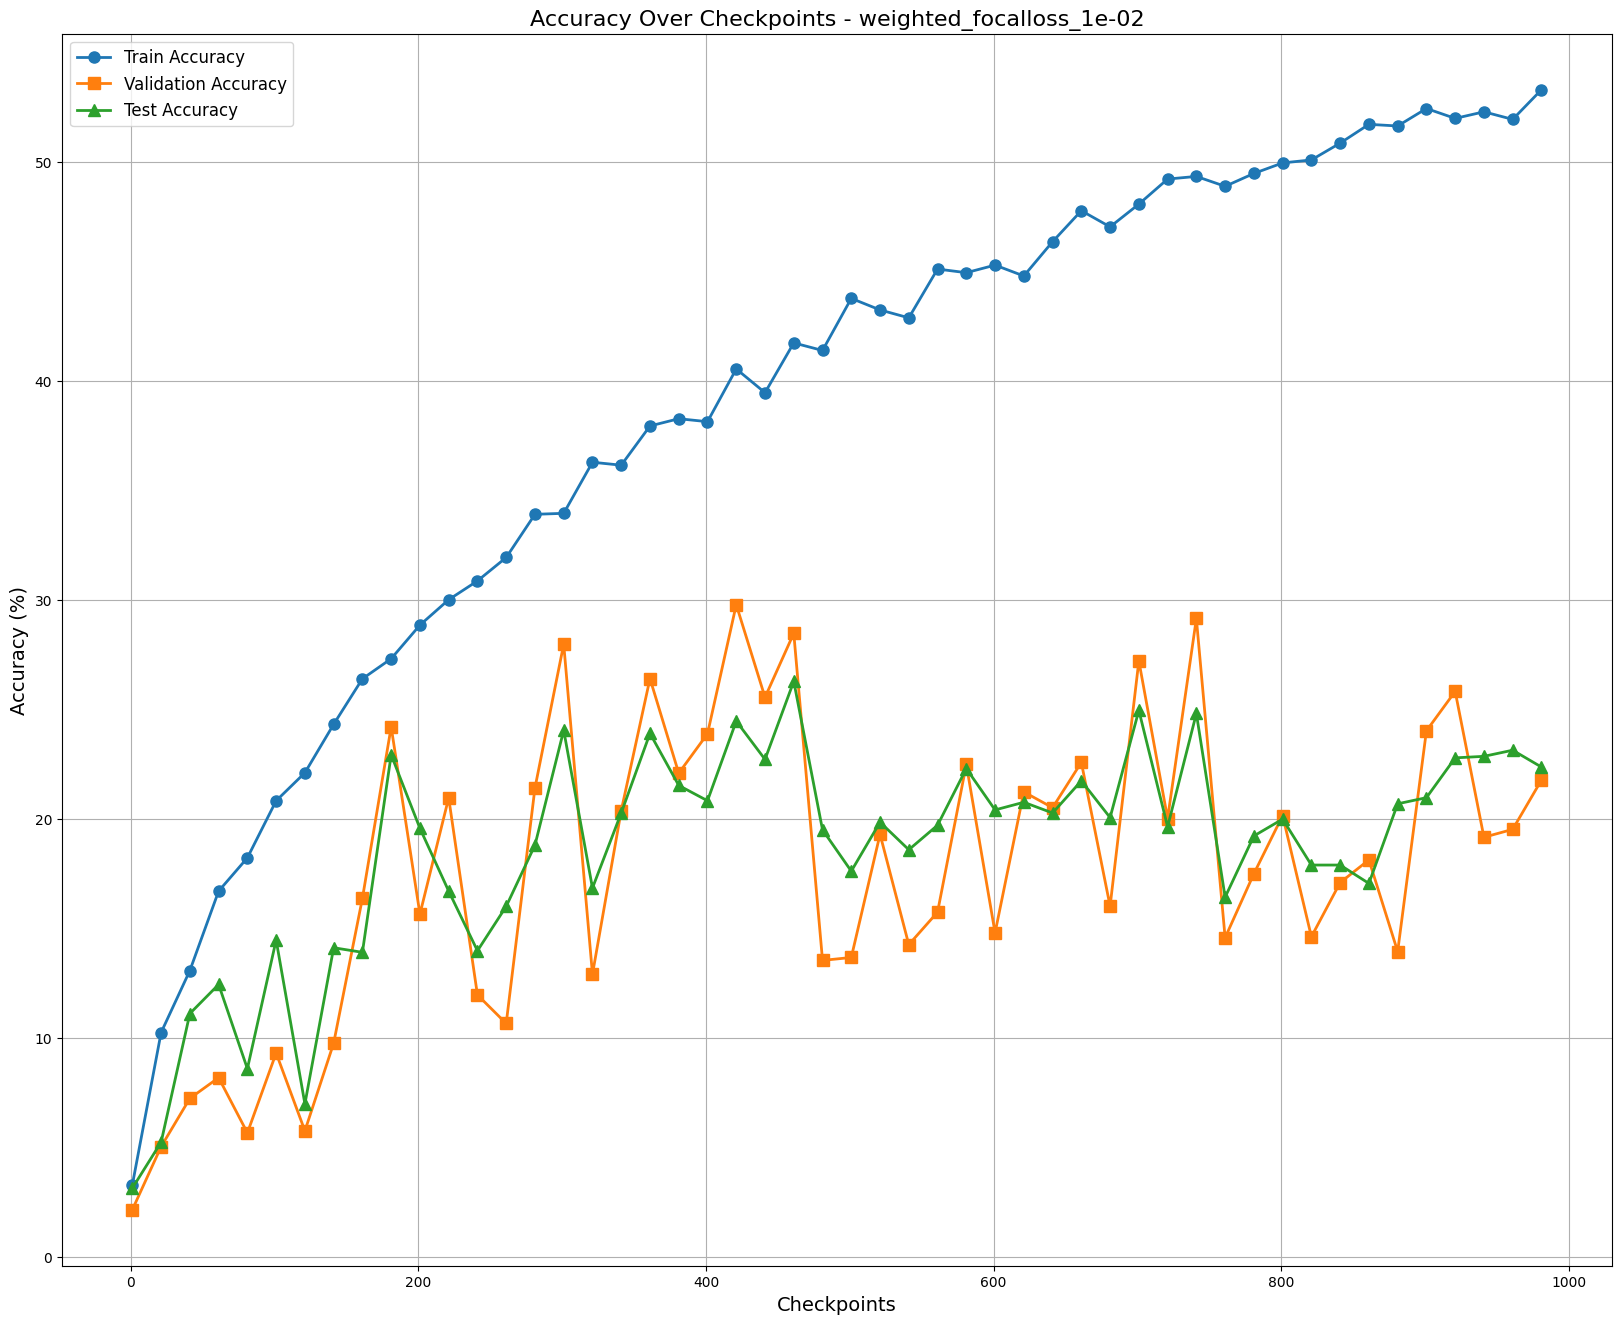 Accuracy Over Checkpoints - weighted_focalloss_1e-02
Train Accuracy
Validation Accuracy
Test Accuracy
Accuracy (%)
50
40
30
20
10
0
0 200 400 600 800 1000
Checkpoints